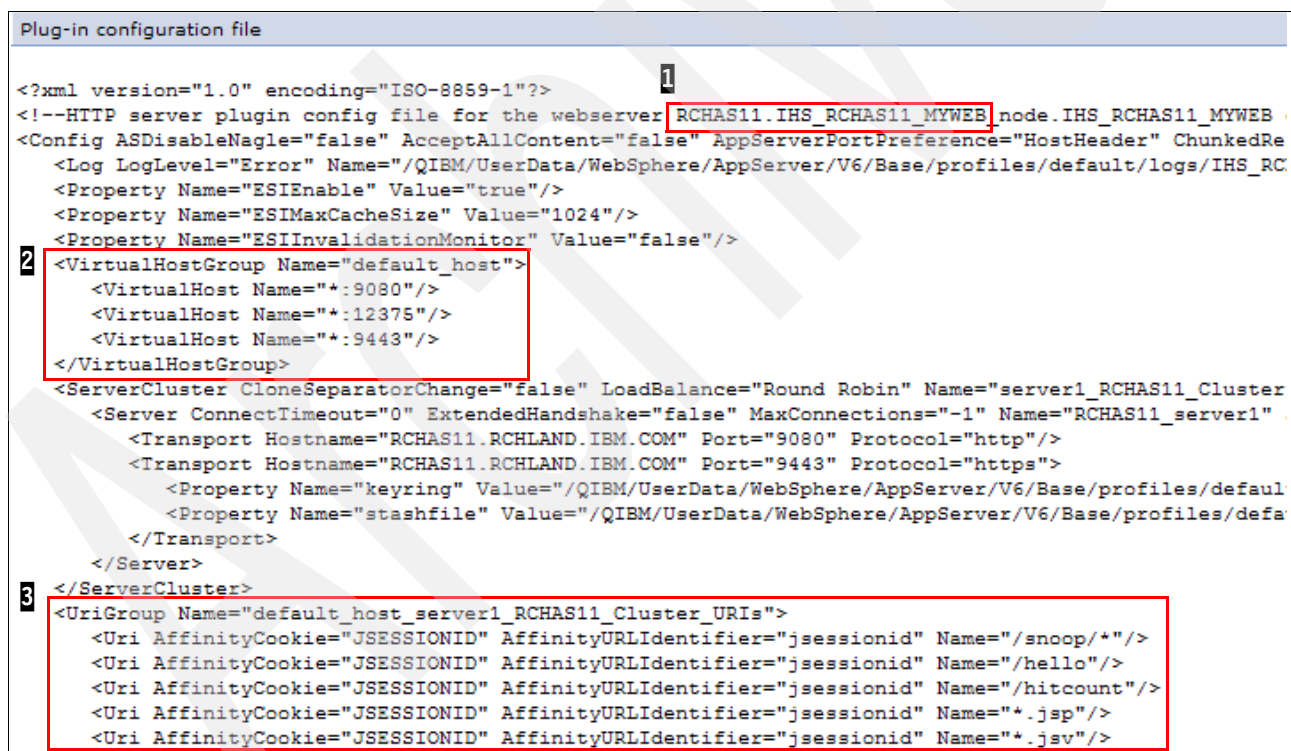 Plug-in configuration file
1
<?xml version="1.0" encoding="ISO-8859-1"?>
<!--HTTP server plugin config file for the webserver RCHAS11.IHS_RCHAS11_MYWEB_node.IHS_RCHAS11_MYWEB
<Config ASDisableNagle="false" AcceptAllContent="false" AppServerPortPreference="HostHeader" ChunkedRe
<Log LogLevel="Error" Name="/QIBM/UserData/WebSphere/AppServer/V6/Base/profiles/default/logs/IHS_RC
<Property Name="ESIEnable" Value="true"/>
<Property Name="ESIMaxCacheSize" Value="1024"/>
<Property Name="ESIInvalidationMonitor" Value="false"/>
2
<VirtualHostGroup Name="default_host">
<VirtualHost Name="*:9080"/>
<VirtualHost Name="*:12375"/>
<VirtualHost Name="*:9443"/>
</VirtualHostGroup>
<ServerCluster CloneSeparatorChange="false" LoadBalance="Round Robin" Name="server1_RCHAS11_Cluster
<Server ConnectTimeout="0" ExtendedHandshake="false" MaxConnections="-1" Name="RCHAS11_server1"
<Transport Hostname="RCHAS11.RCHLAND.IBM.COM" Port="9080" Protocol="http"/>
<Transport Hostname="RCHAS11.RCHLAND.IBM.COM" Port="9443" Protocol="https">
<Property Name="keyring" Value="/QIBM/UserData/WebSphere/AppServer/V6/Base/profiles/defaul
<Property Name="stashfile" Value="/QIBM/UserData/WebSphere/AppServer/V6/Base/profiles/defa
</Transport>
</Server>
</ServerCluster>
3
<UriGroup Name="default_host_server1_RCHAS11_Cluster_URIs">
<Uri AffinityCookie="JSESSIONID" AffinityURLIdentifier="jsessionid" Name="/snoop/*"/>
<Uri AffinityCookie="JSESSIONID" AffinityURLIdentifier="jsessionid" Name="/hello"/>
<Uri AffinityCookie="JSESSIONID" AffinityURLIdentifier="jsessionid" Name="/hitcount"/>
<Uri AffinityCookie="JSESSIONID" AffinityURLIdentifier="jsessionid" Name="*.jsp"/>
<Uri AffinityCookie="JSESSIONID" AffinityURLIdentifier="jsessionid" Name="*.jsv"/>